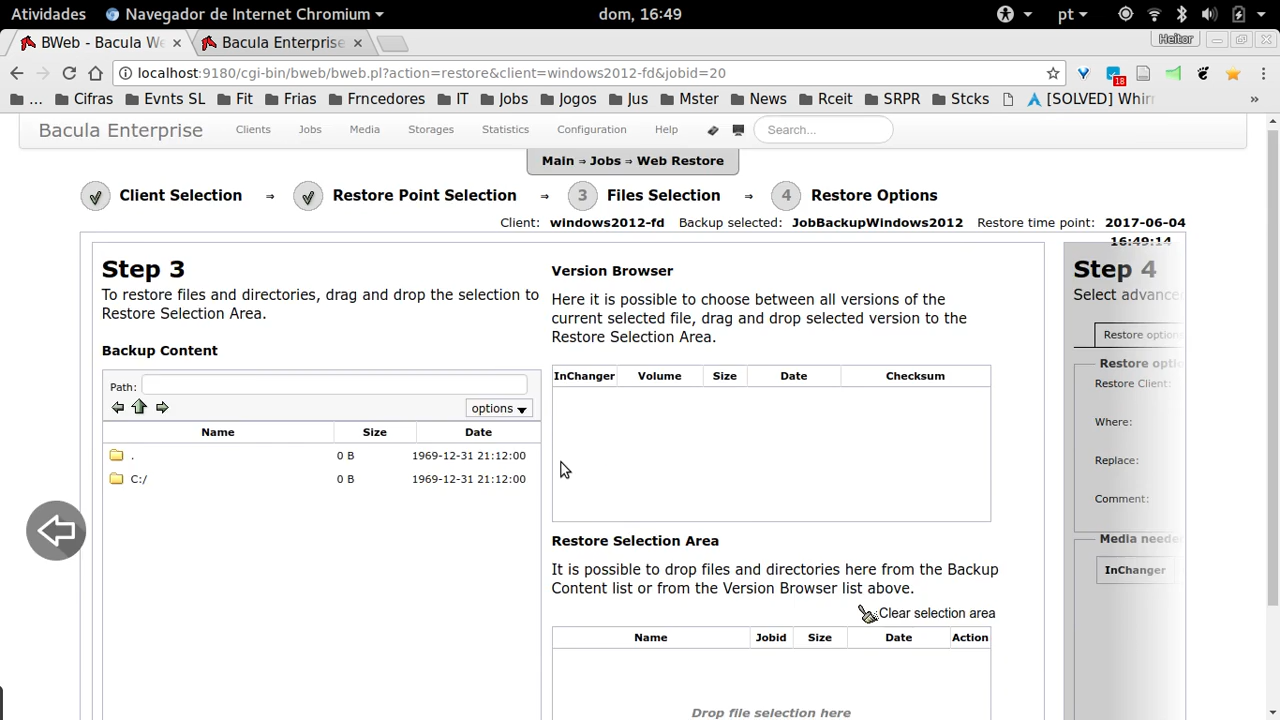 Atividades
Navegador de Internet Chromium
dom, 16:49
pt
BWeb - Bacula We
Bacula Enterprise
Heitor
localhost:9180/cgi-bin/bweb/bweb.pl?action=restore&client=windows2012-fd&jobid=20
18
...
Cifras
Evnts SL
Fit
Frias
Frncedores
IT
Jobs
Jogos
Jus
Mster
News
Rceit
SRPR
Stcks
[SOLVED] Whir
»
Bacula Enterprise
Clients
Jobs
Media
Storages
Statistics
Configuration
Help
Search...
Main ⇒ Jobs ⇒ Web Restore
Client Selection ⇒ Restore Point Selection ⇒ 3 Files Selection ⇒ 4 Restore Options
Client: windows2012-fd Backup selected: JobBackupWindows2012 Restore time point: 2017-06-04
16:49:14
Step 3
To restore files and directories, drag and drop the selection to
Restore Selection Area.
Backup Content
Path:
options
Name Size Date
. 0 B 1969-12-31 21:12:00
C:/ 0 B 1969-12-31 21:12:00
Version Browser
Here it is possible to choose between all versions of the
current selected file, drag and drop selected version to the
Restore Selection Area.
InChanger Volume Size Date Checksum
Restore Selection Area
It is possible to drop files and directories here from the Backup
Content list or from the Version Browser list above.
Clear selection area
Name Jobid Size Date Action
Drop file selection here
Step 4
Select advance
Restore option
Restore optio
Restore Client:
Where:
Replace:
Comment:
Media neede
InChanger